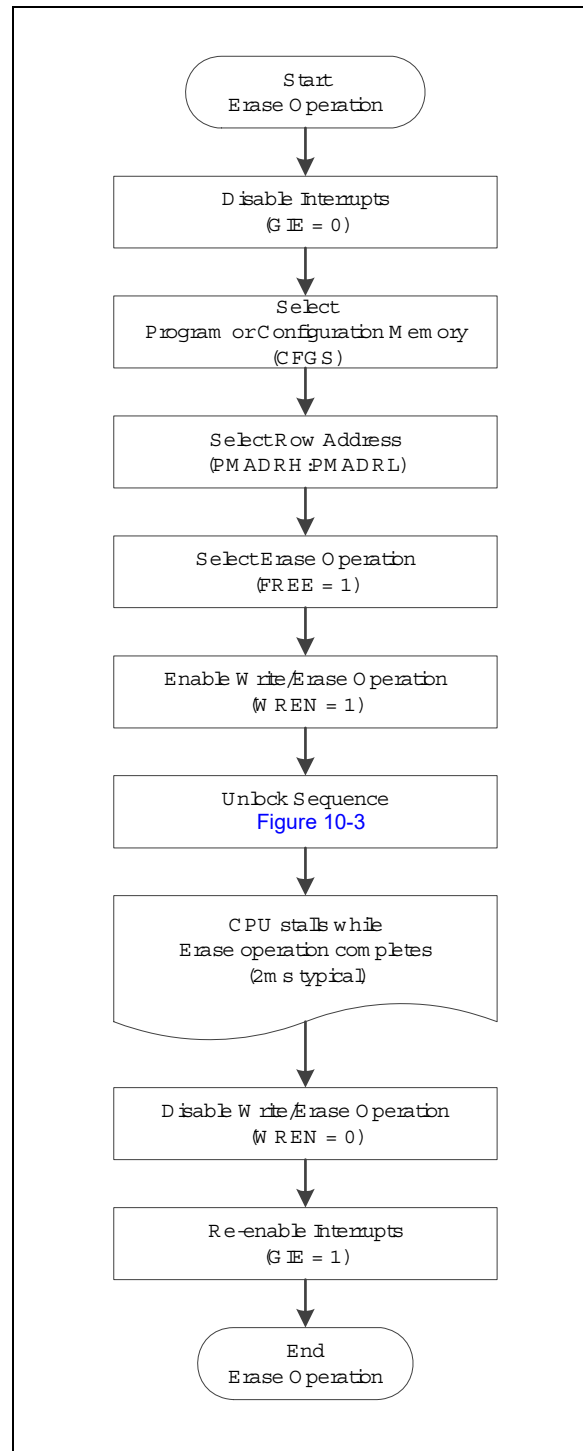 Start
Erase Operation
Disable Interrupts
(GIE = 0)
Select
Program or Configuration Memory
(CFGS)
Select Row Address
(PMADRH:PMADRL)
Select Erase Operation
(FREE = 1)
Enable Write/Erase Operation
(WREN = 1)
Unlock Sequence
Figure 10-3
CPU stalls while
Erase operation completes
(2ms typical)
Disable Write/Erase Operation
(WREN = 0)
Re-enable Interrupts
(GIE = 1)
End
Erase Operation